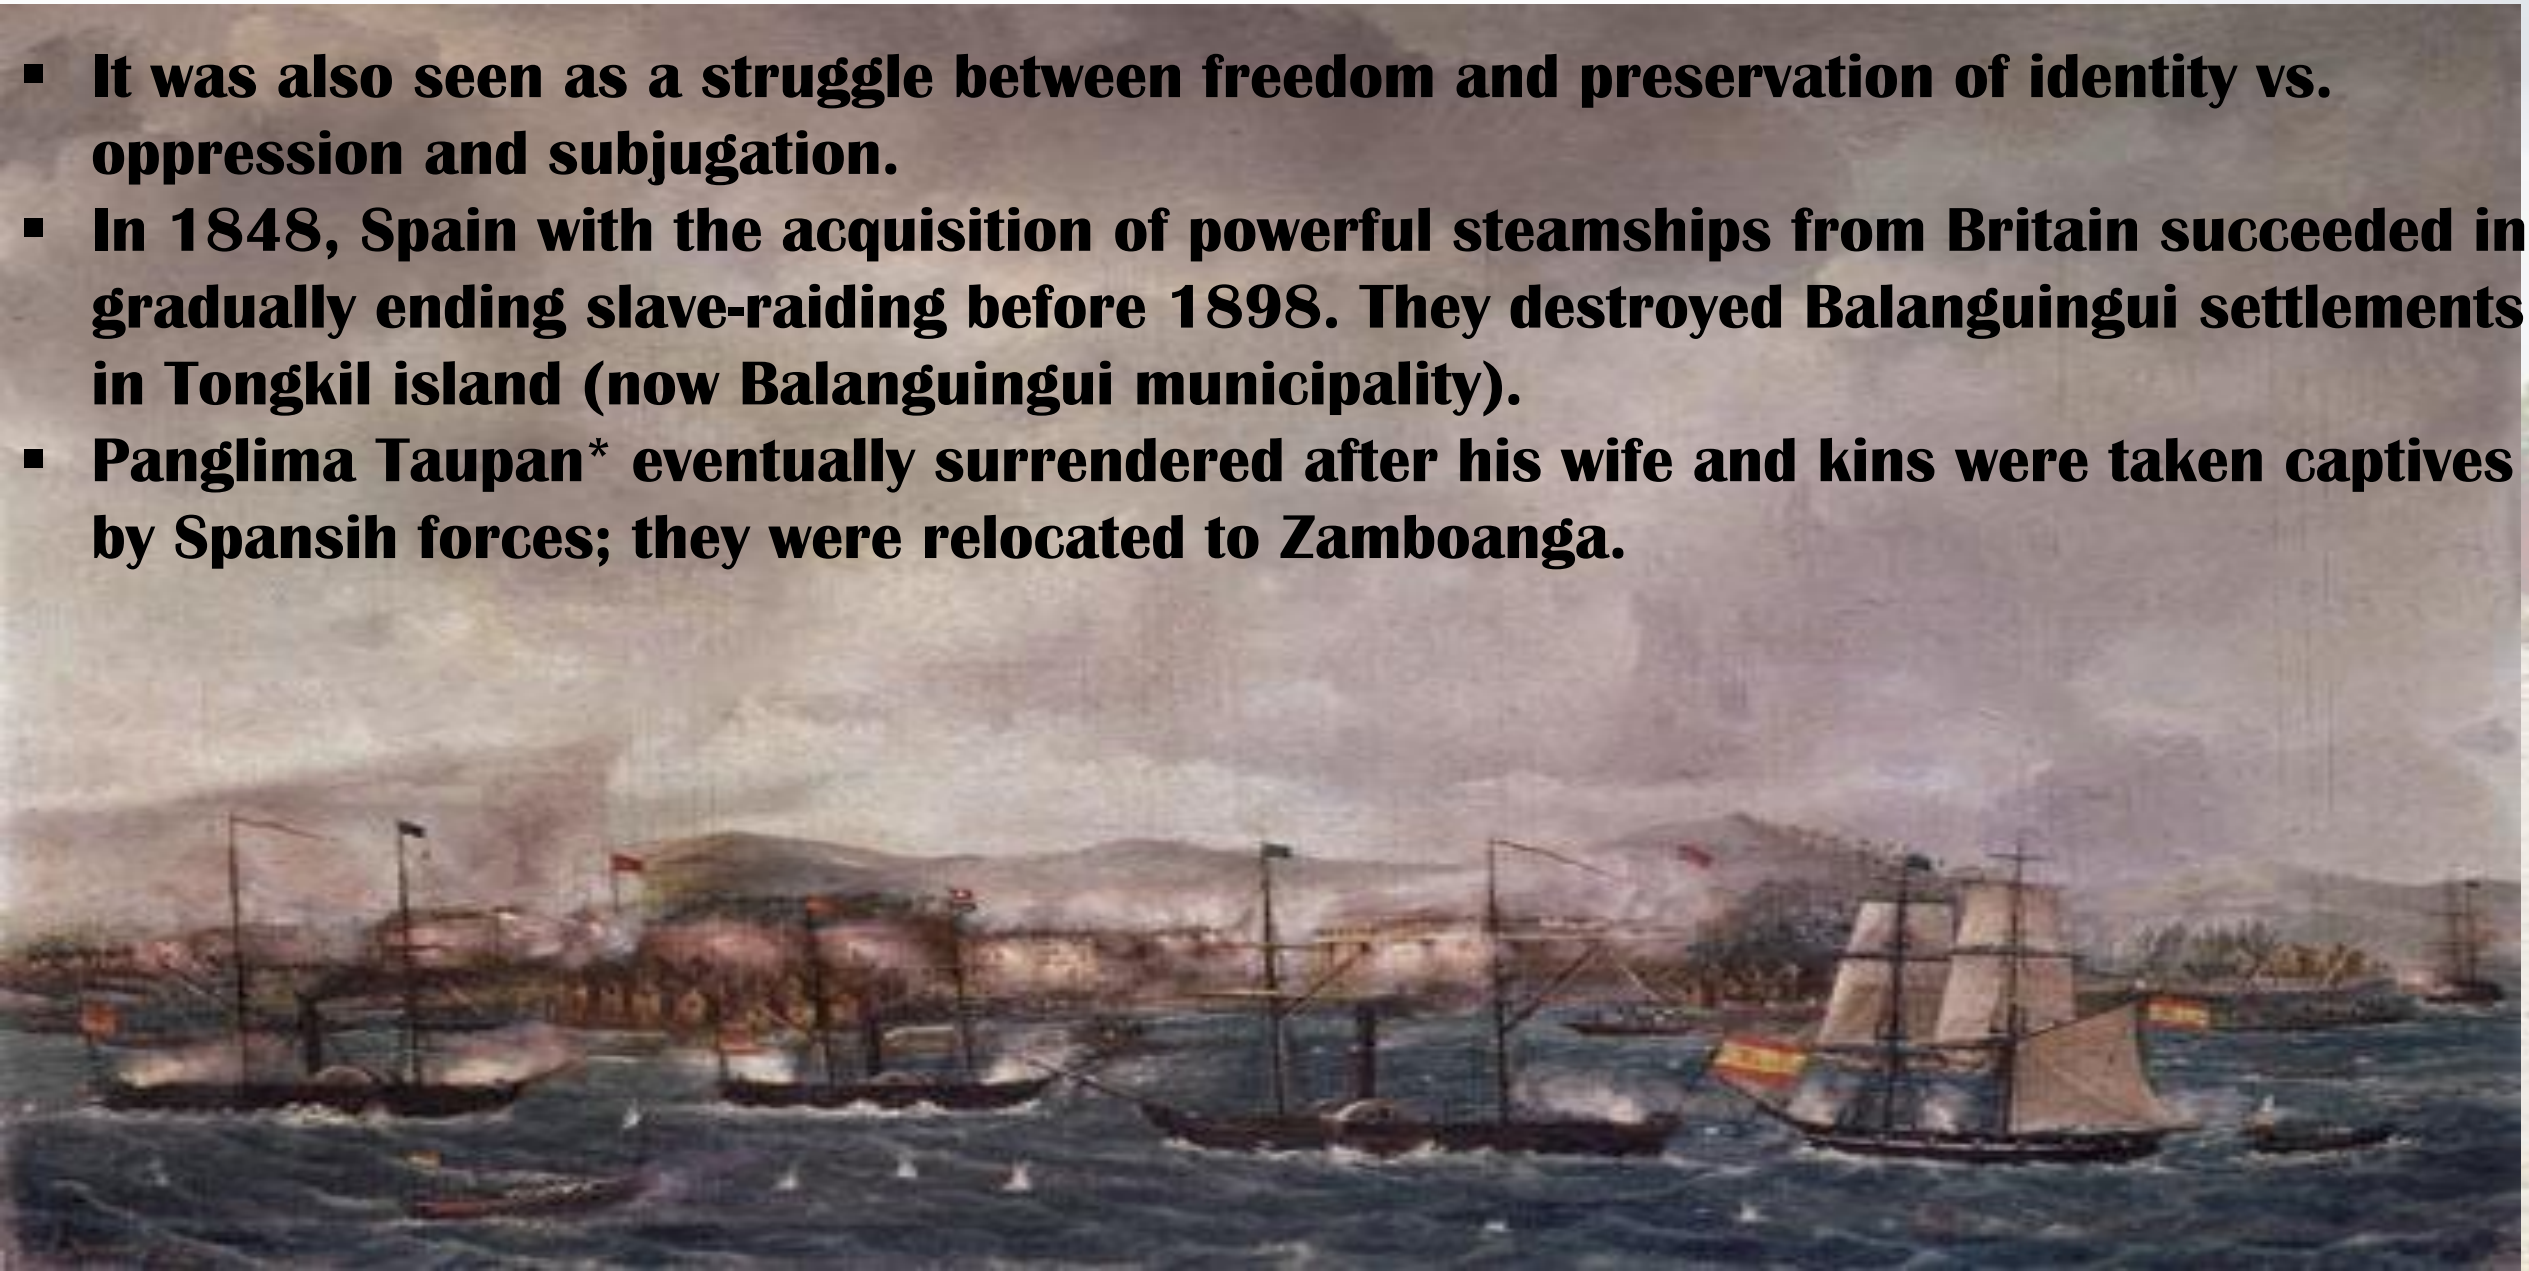 ▪ It was also seen as a struggle between freedom and preservation of identity vs.
oppression and subjugation.
▪ In 1848, Spain with the acquisition of powerful steamships from Britain succeeded in
gradually ending slave-raiding before 1898. They destroyed Balanguingui settlements
in Tongkil island (now Balanguingui municipality).
▪ Panglima Taupan* eventually surrendered after his wife and kins were taken captives
by Spansih forces; they were relocated to Zamboanga.